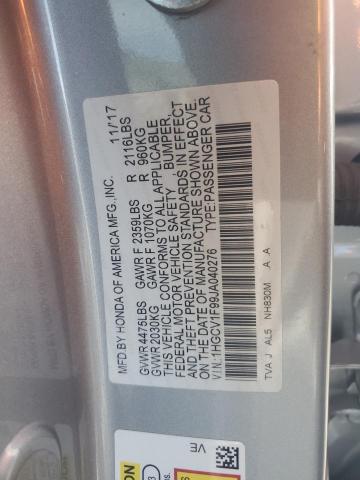 MFD BY HONDA OF AMERICA MFG.,INC. 11/17
GVWR 4475LBS GAWR F 2359LBS R 2116LBS
GVWR 2030KG GAWR F 1070KG R 960KG
THIS VEHICLE CONFORMS TO ALL APPLICABLE
FEDERAL MOTOR VEHICLE SAFETY, BUMPER,
AND THEFT PREVENTION STANDARDS IN EFFECT
ON THE DATE OF MANUFACTURE SHOWN ABOVE.
V.I.N.: 1HGCV1F99JA040276 TYPE:PASSENGER CAR
TVA J AL5 NH830M A A
VE